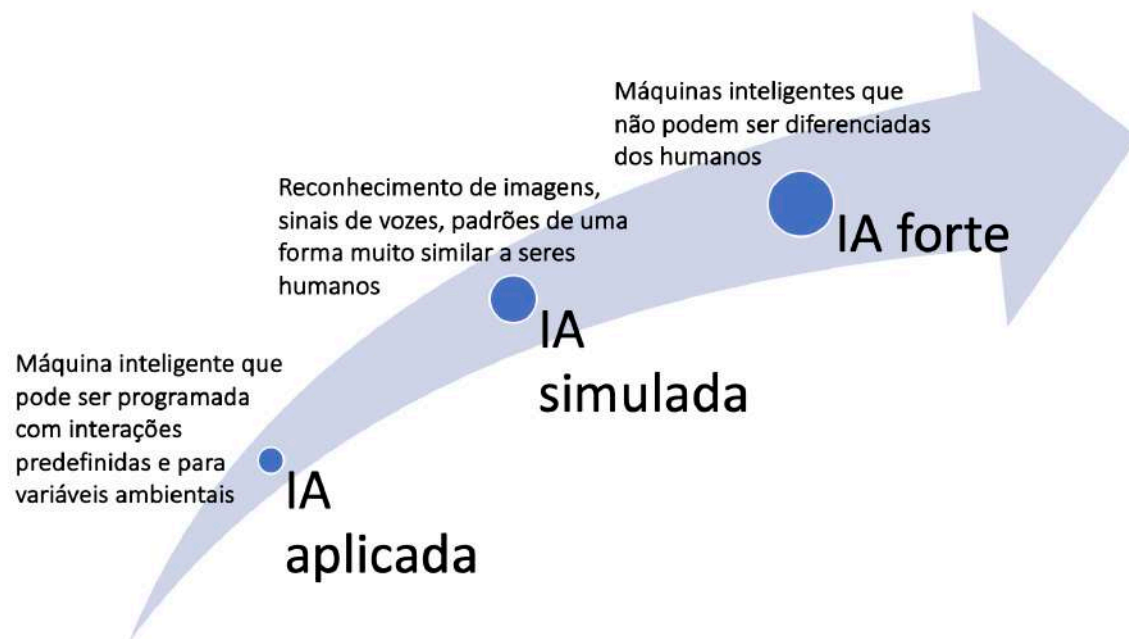 Máquinas inteligentes que
não podem ser diferenciadas
dos humanos
IA forte
Reconhecimento de imagens,
sinais de vozes, padrões de uma
forma muito similar a seres
humanos
IA
simulada
Máquina inteligente que
pode ser programada
com interações
predefinidas e para
variáveis ambientais
IA
aplicada